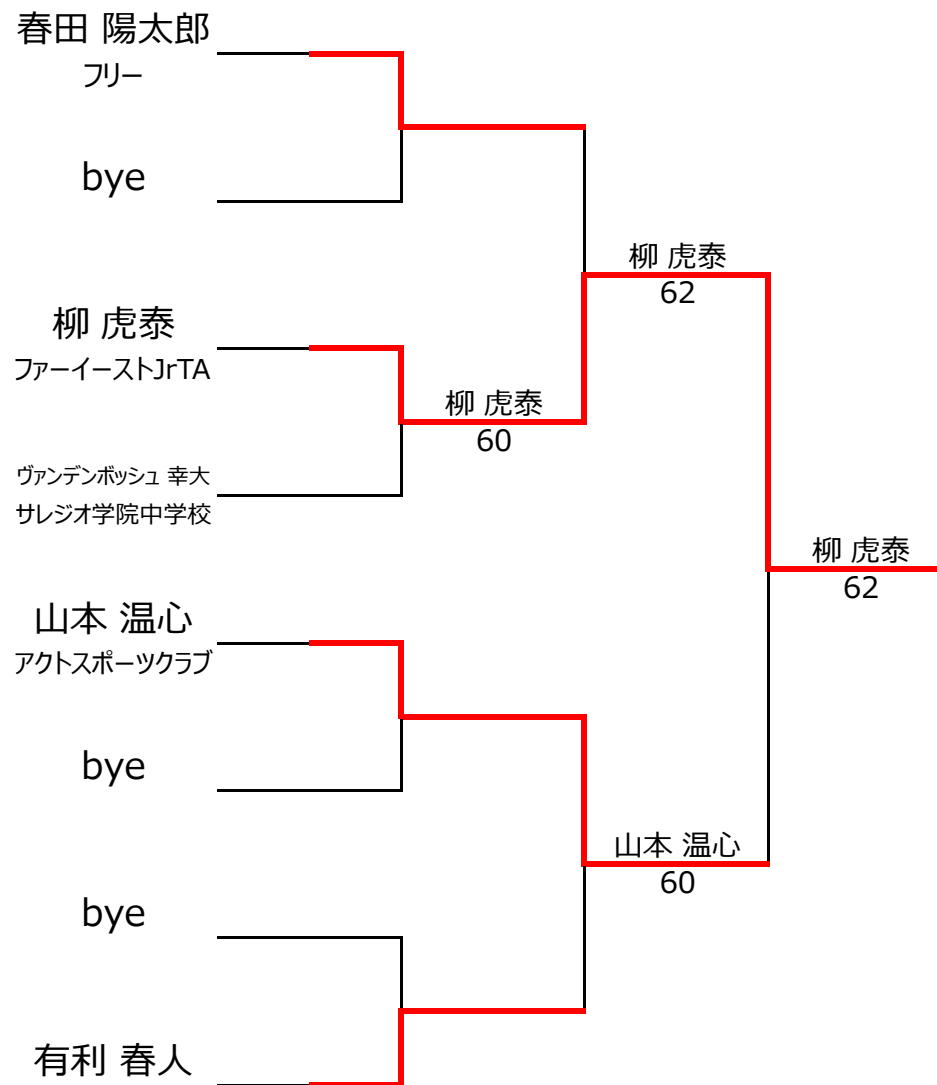 春田 陽太郎
フリー
bye
柳 虎泰
ファーイーストJrTA
ヴァンデンボッシュ 幸大
サレジオ学院中学校
山本 温心
アクトスポーツクラブ
bye
bye
有利 春人
柳 虎泰
60
柳 虎泰
62
山本 温心
60
柳 虎泰
62